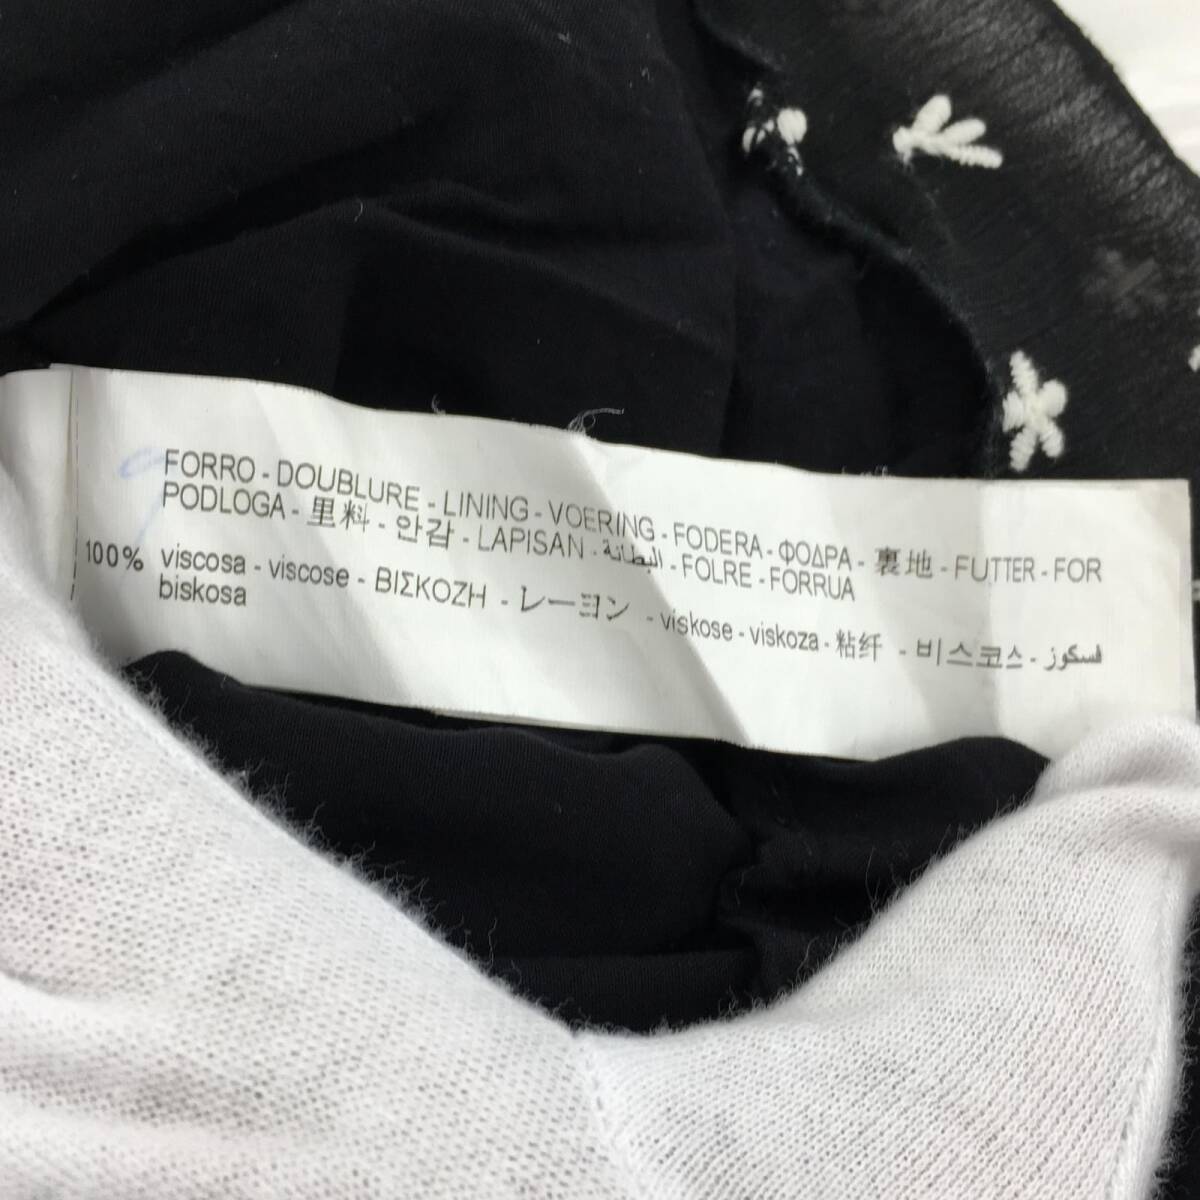 FORRO - DOUBLURE - LINING - VOERING - FODERA - ΦΟΔΡΑ - 裏地 - FUTTER - FOR
PODLOGA - 里料 - 안감 - LAPISAN - البطانة - FOLRE - FORRUA
100% viscosa - viscose - ΒΙΣΚΟΖΗ - レーヨン - viskose - viskoza - 粘纤 - 비스코스 - فسكوز
biskosa